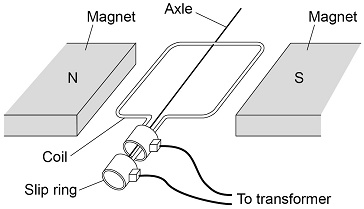 Axle
Magnet
Magnet
N
S
Coil
Slip ring
To transformer